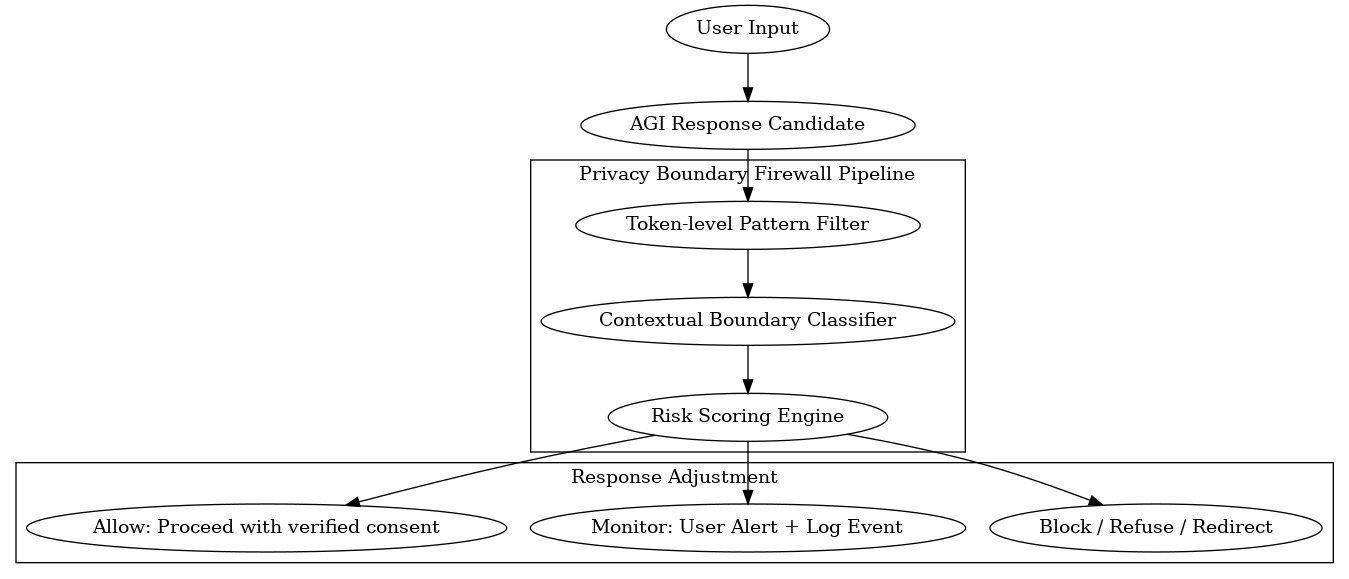 User Input
AGI Response Candidate
Privacy Boundary Firewall Pipeline
Token-level Pattern Filter
Contextual Boundary Classifier
Risk Scoring Engine
Response Adjustment
Allow: Proceed with verified consent
Monitor: User Alert + Log Event
Block / Refuse / Redirect